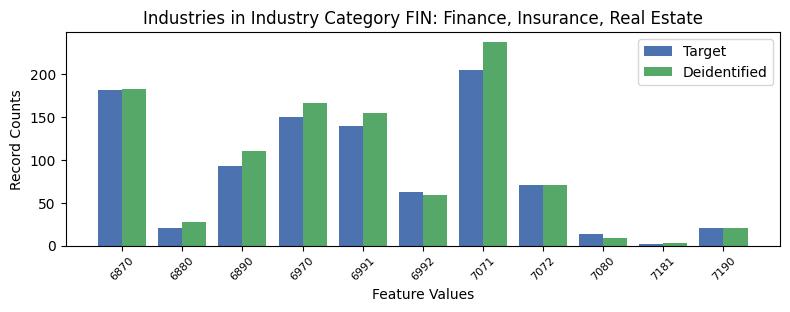 Industries in Industry Category FIN: Finance, Insurance, Real Estate
Target
Deidentified
Record Counts
200
150
100
50
0
6870 6880 6890 6970 6991 6992 7071 7072 7080 7181 7190
Feature Values